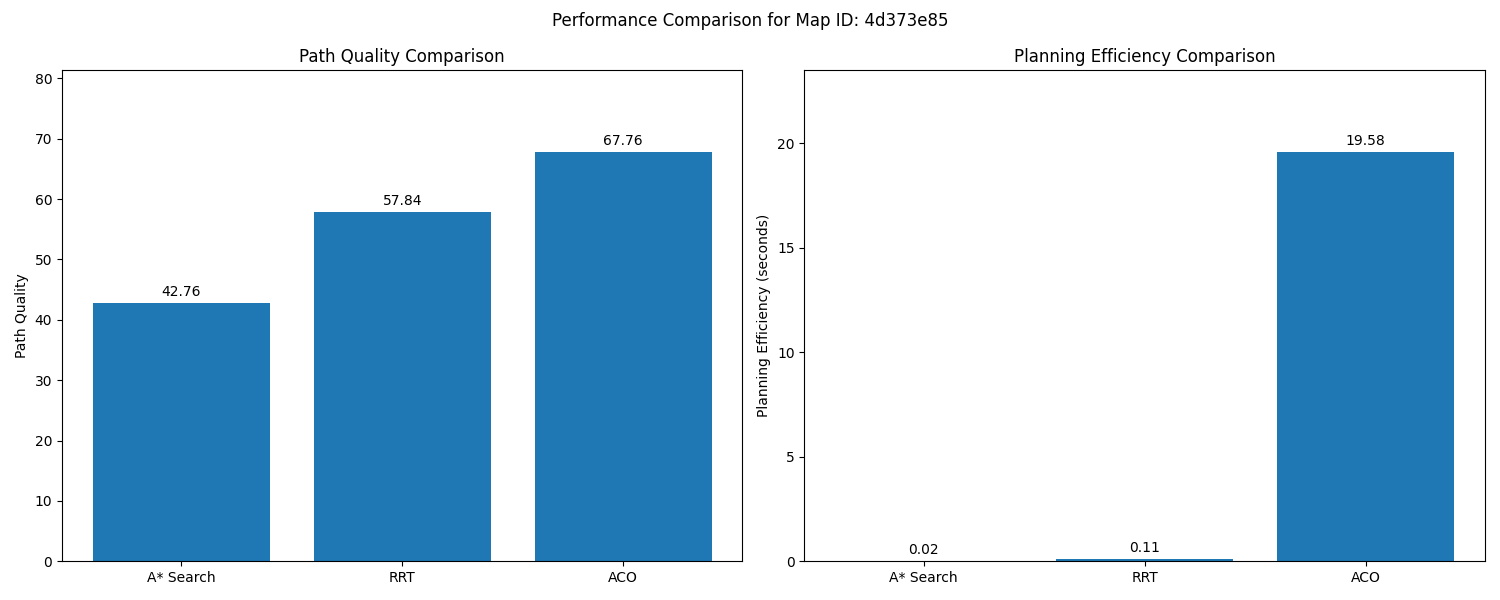 Performance Comparison for Map ID: 4d373e85
Path Quality Comparison
Path Quality
80
70
60
50
40
30
20
10
0
42.76
57.84
67.76
A* Search
RRT
ACO
Planning Efficiency Comparison
Planning Efficiency (seconds)
20
15
10
5
0
0.02
0.11
19.58
A* Search
RRT
ACO